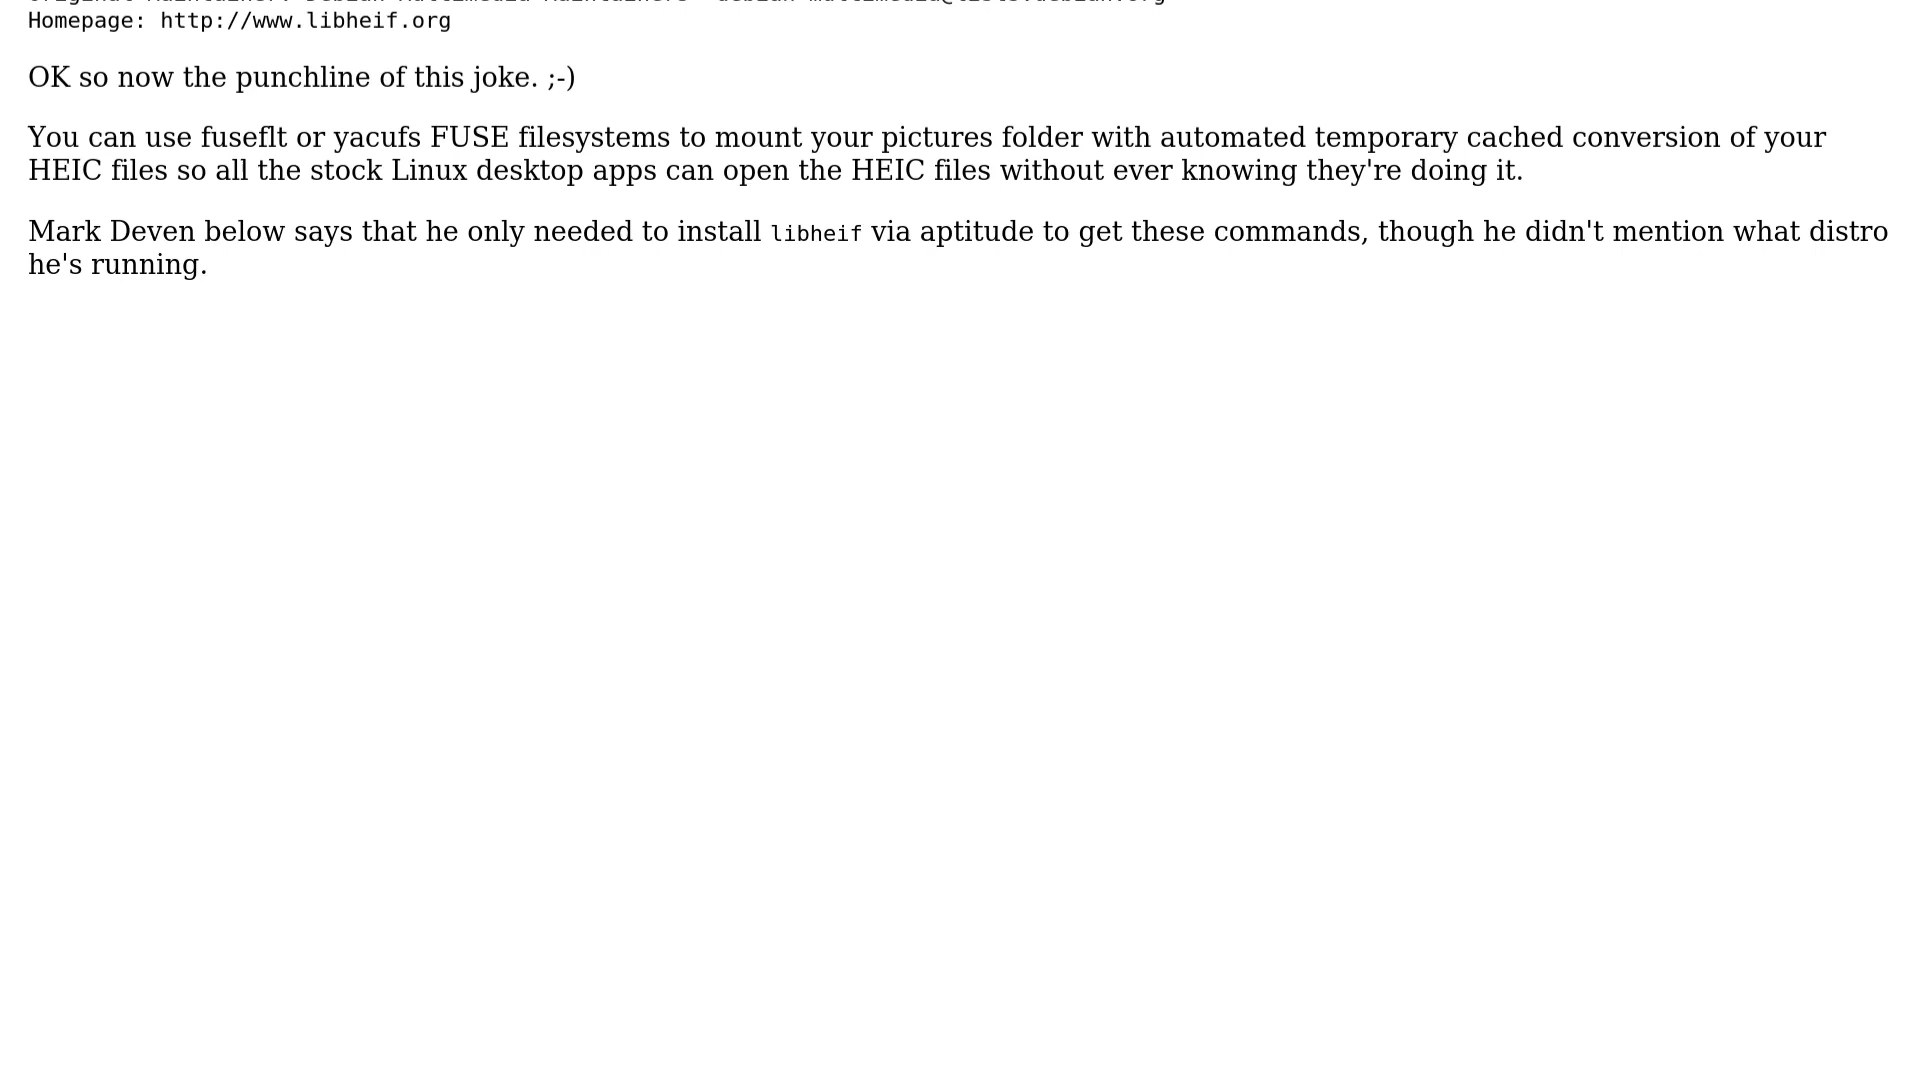 Homepage: http://www.libheif.org
OK so now the punchline of this joke. ;-)
You can use fuseflt or yacufs FUSE filesystems to mount your pictures folder with automated temporary cached conversion of your
HEIC files so all the stock Linux desktop apps can open the HEIC files without ever knowing they're doing it.
Mark Deven below says that he only needed to install libheif via aptitude to get these commands, though he didn't mention what distro
he's running.